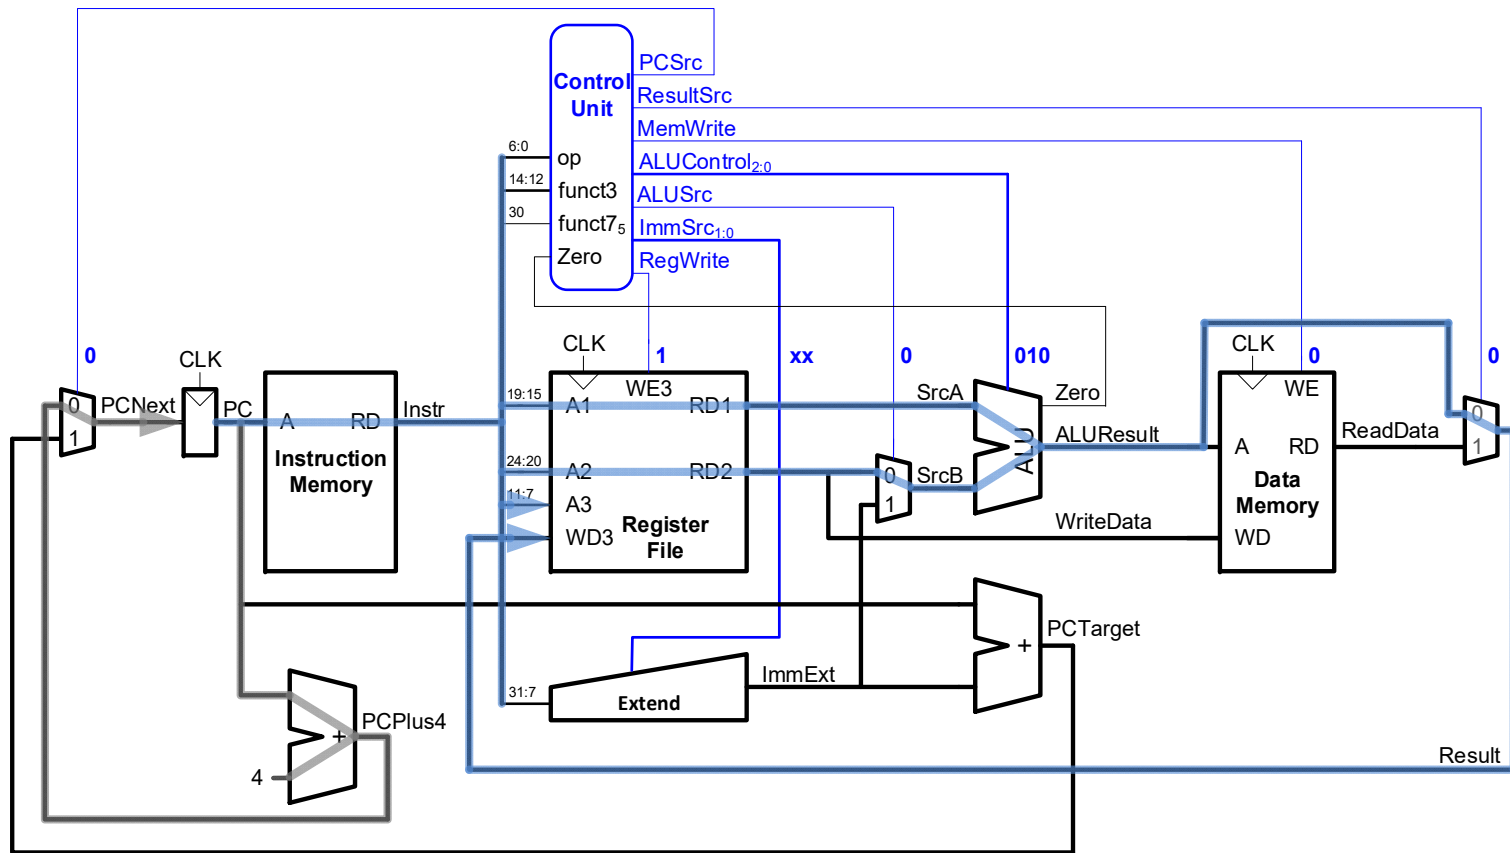 PCSrc
Control
Unit
ResultSrc
MemWrite
6:0
op
ALUControl2:0
14:12
funct3
ALUSrc
30
funct75
ImmSrc1:0
Zero
RegWrite
0
CLK
CLK
1
xx
0
010
CLK
0
0
0
PCNext
PC
A
RD
Instr
19:15
A1
WE3
RD1
SrcA
Zero
WE
0
1
Instruction
Memory
24:20
A2
RD2
0
SrcB
ALU
ALUResult
A
RD
ReadData
1
11:7
A3
1
Data
Memory
WD3
Register
File
WriteData
WD
PCTarget
+
ImmExt
31:7
Extend
PCPlus4
+
4
Result